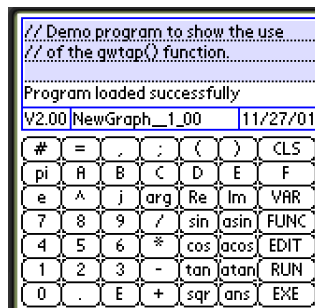 // Demo program to show the use
// of the gwtap() function.
Program loaded successfully
V2.00 NewGraph__1_00 11/27/01
# = , ; ( ) CLS
pi A B C D E F
e ^ j arg Re Im VAR
7 8 9 / sin asin FUNC
4 5 6 * cos acos EDIT
1 2 3 - tan atan RUN
0 . E + sqr ans EXE